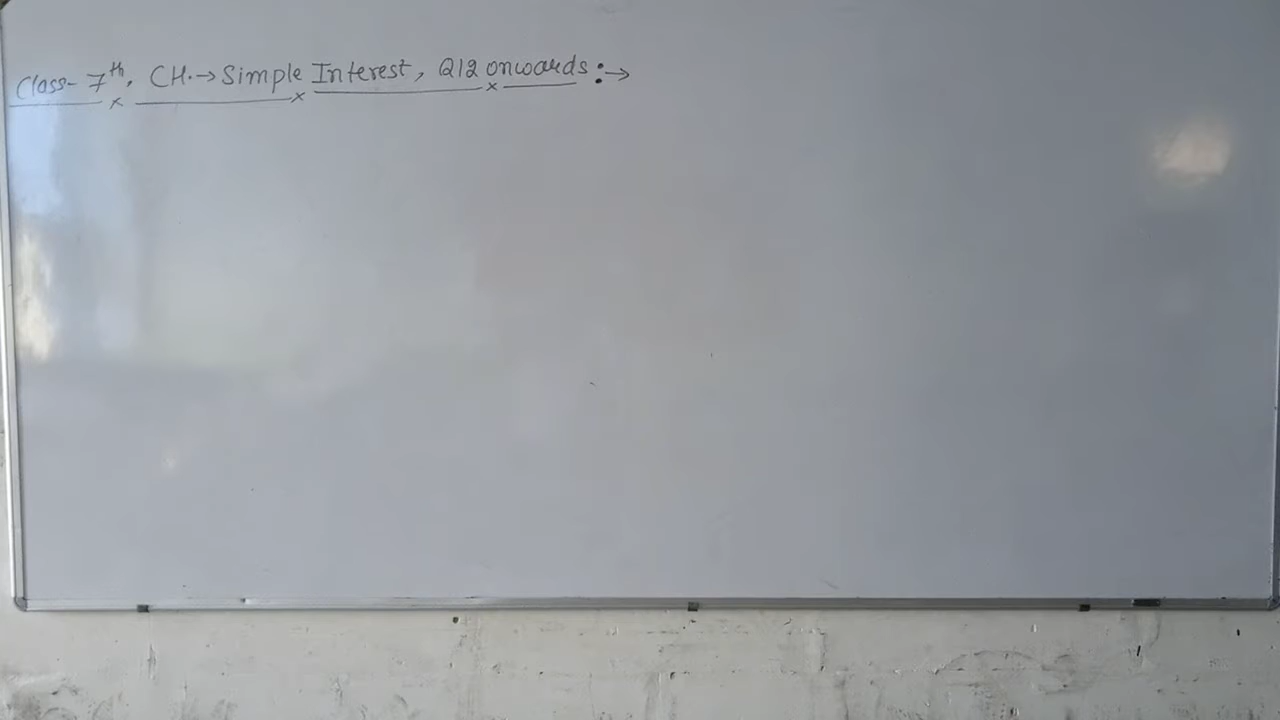 Class- 7th, CH.→ Simple Interest, Q12 onwards:→